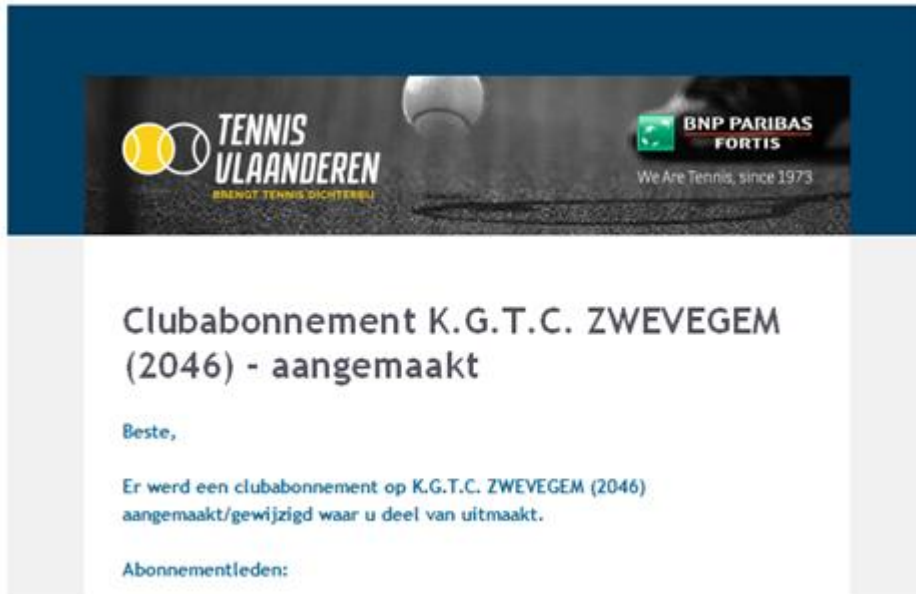 TENNIS
VLAANDEREN
BRENGT TENNIS DICHTERBIJ
BNP PARIBAS
FORTIS
We Are Tennis, since 1973
Clubabonnement K.G.T.C. ZWEVEGEM
(2046) - aangemaakt
Beste,
Er werd een clubabonnement op K.G.T.C. ZWEVEGEM (2046)
aangemaakt/gewijzigd waar u deel van uitmaakt.
Abonnementleden: